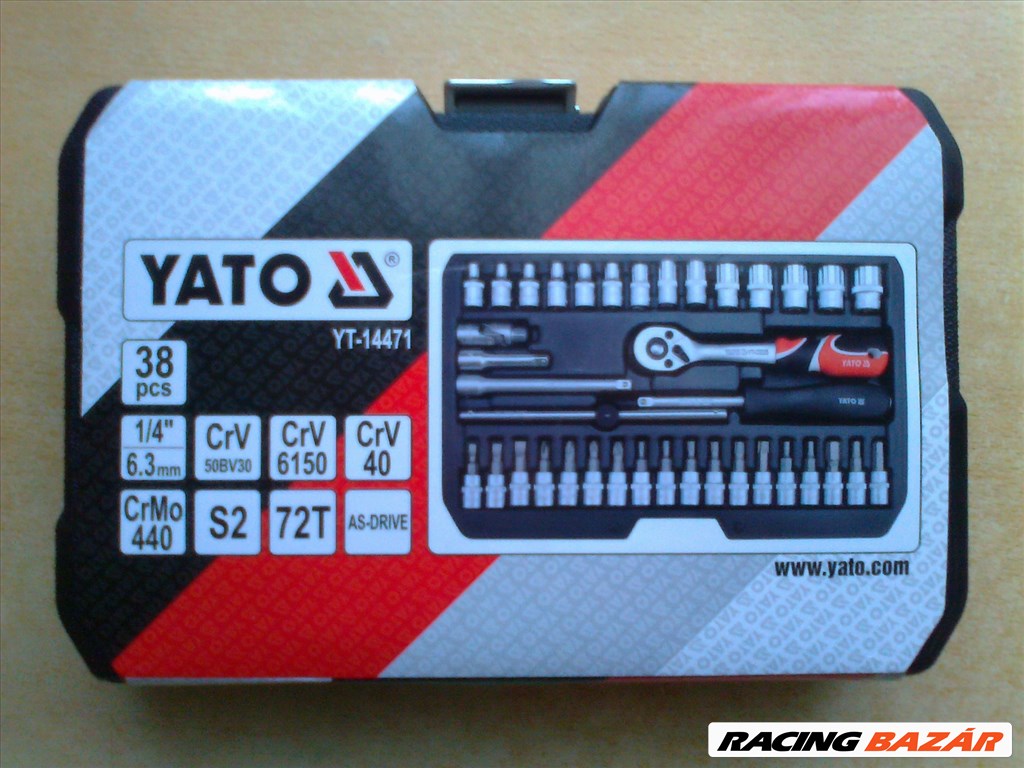 YATO ®
YT-14471
38
pcs
1/4"
6.3mm
CrV
50BV30
CrV
6150
CrV
40
CrMo
440
S2
72T
AS-DRIVE
YATO
YATO
www.yato.com
RACING BAZÁR